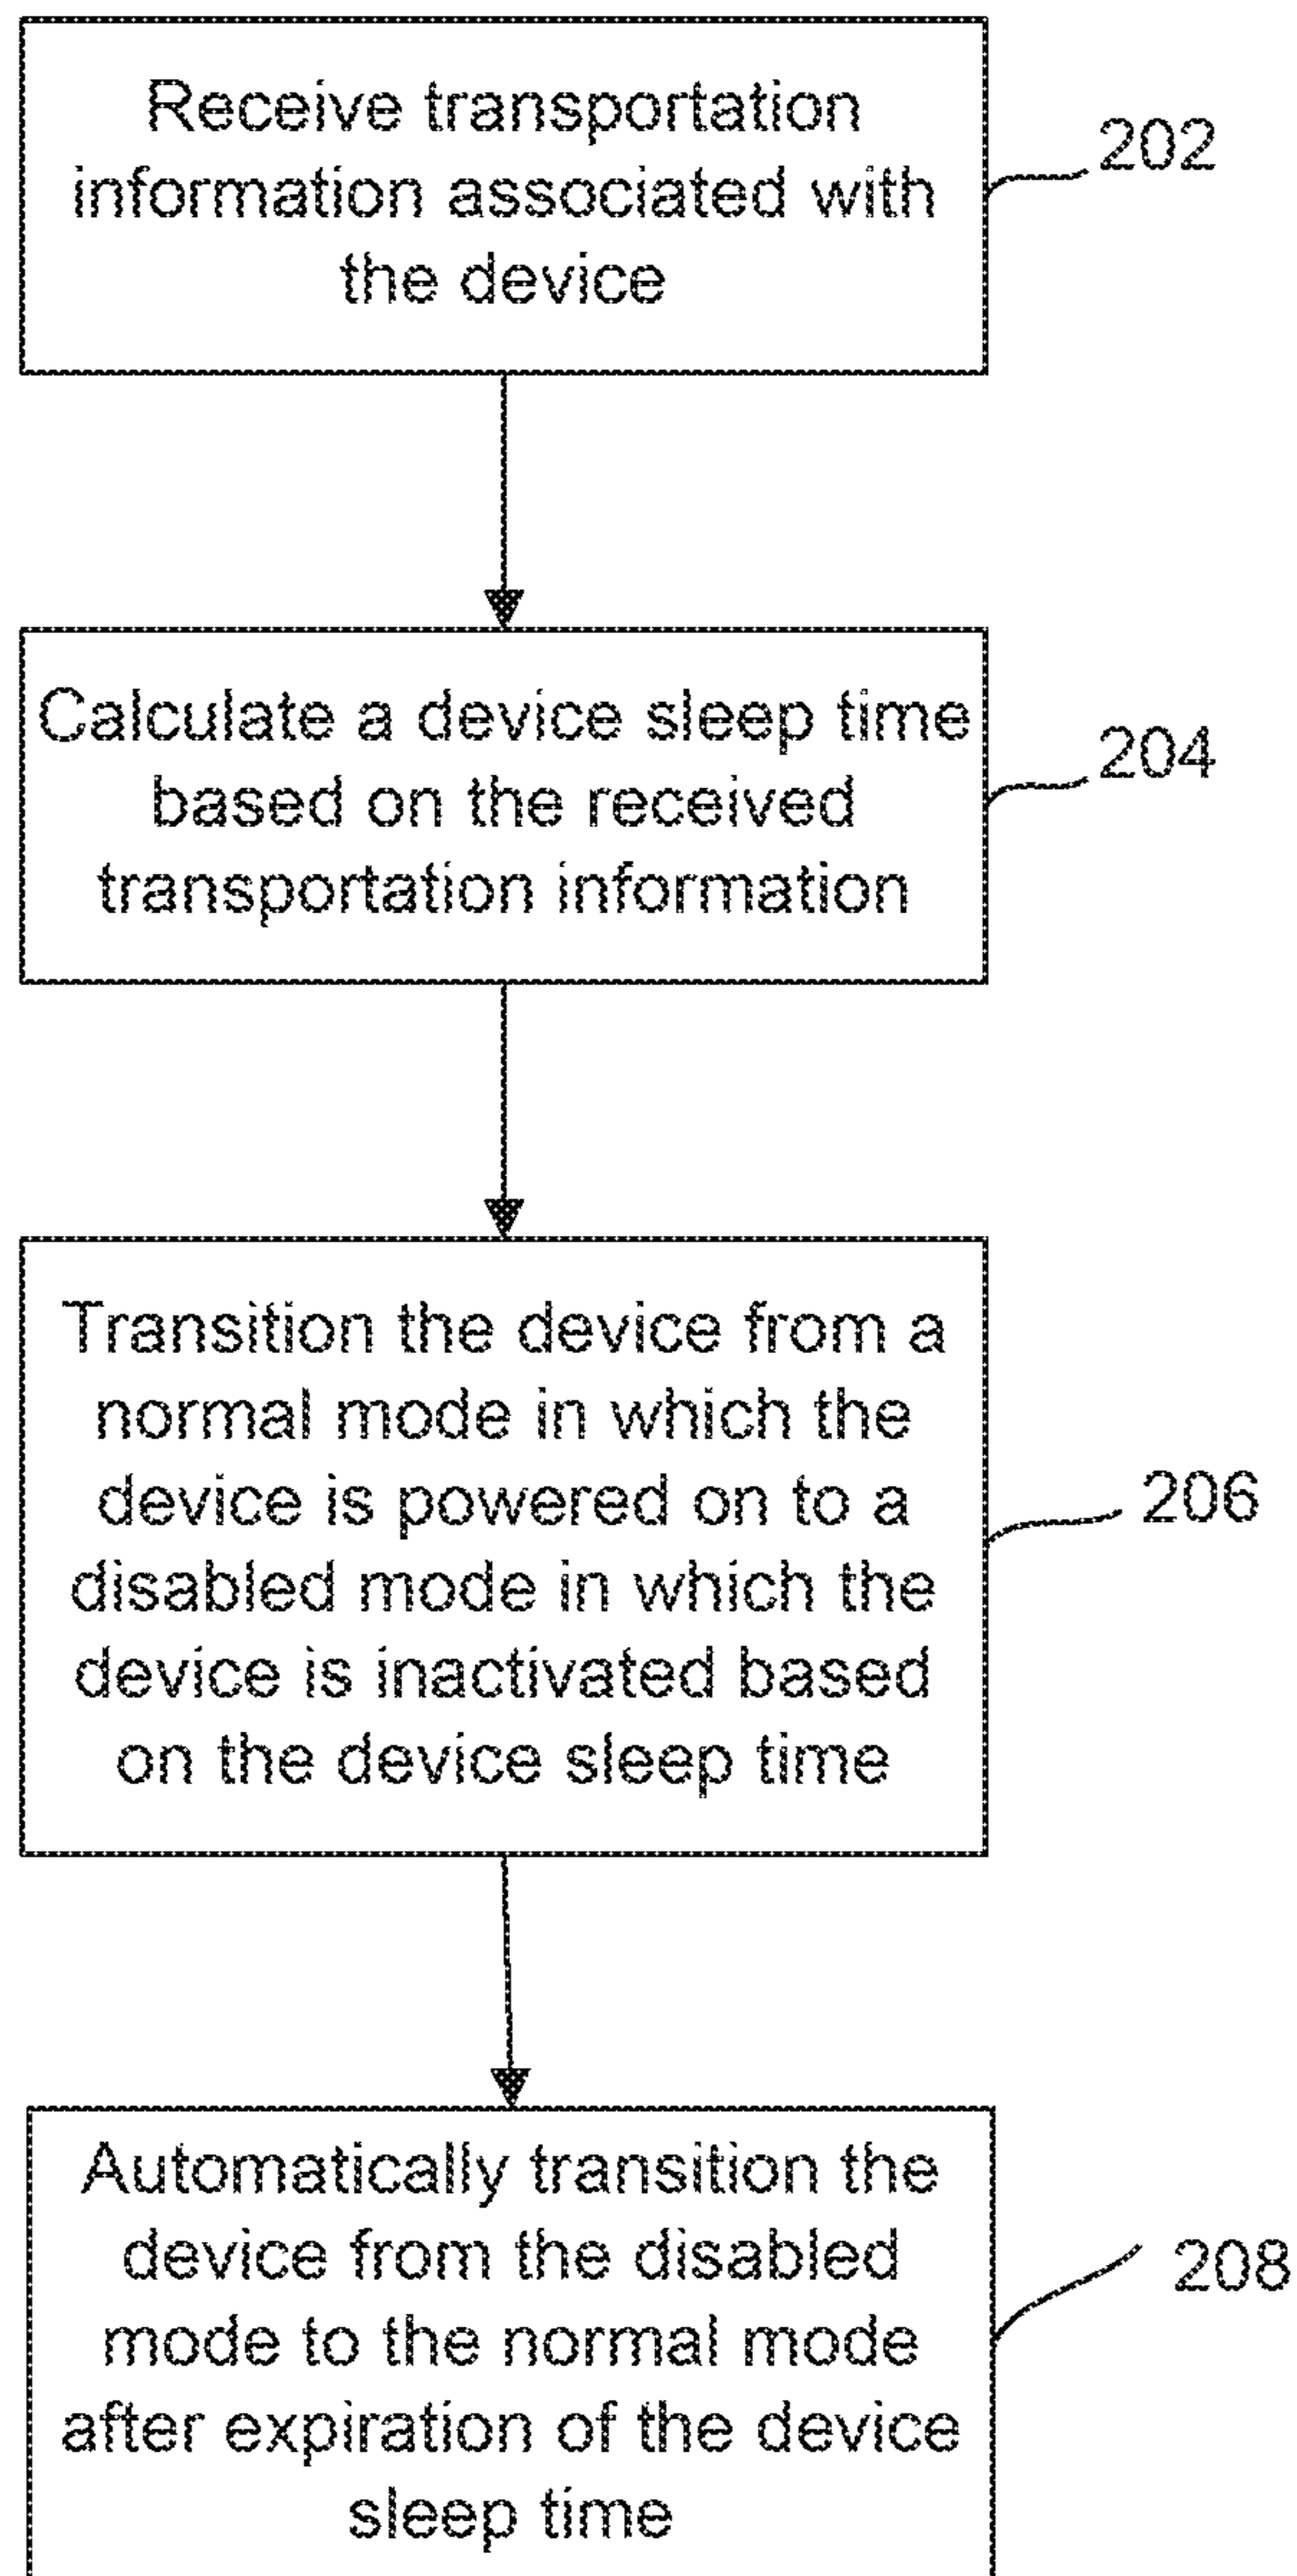 Receive transportation
information associated with
the device
202
Calculate a device sleep time
based on the received
transportation information
204
Transition the device from a
normal mode in which the
device is powered on to a
disabled mode in which the
device is inactivated based
on the device sleep time
206
Automatically transition the
device from the disabled
mode to the normal mode
after expiration of the device
sleep time
208